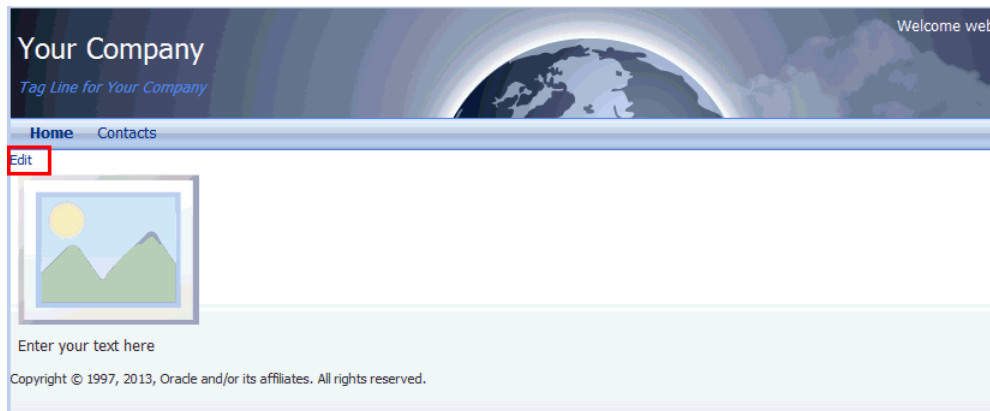 Welcome web
Your Company
Tag Line for Your Company
Home Contacts
Edit
Enter your text here
Copyright © 1997, 2013, Oracle and/or its affiliates. All rights reserved.